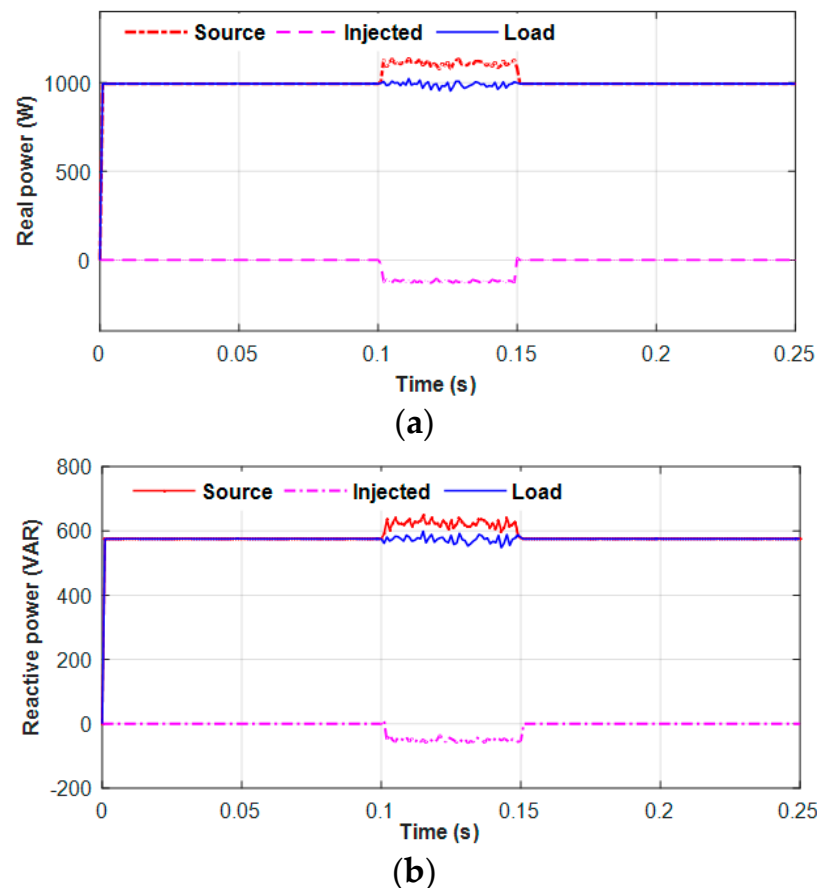 Source Injected Load
1000
500
0
Real power (W)
0 0.05 0.1 0.15 0.2 0.25
Time (s)
(a)
800
Source Injected Load
600
400
200
0
-200
Reactive power (VAR)
0 0.05 0.1 0.15 0.2 0.25
Time (s)
(b)